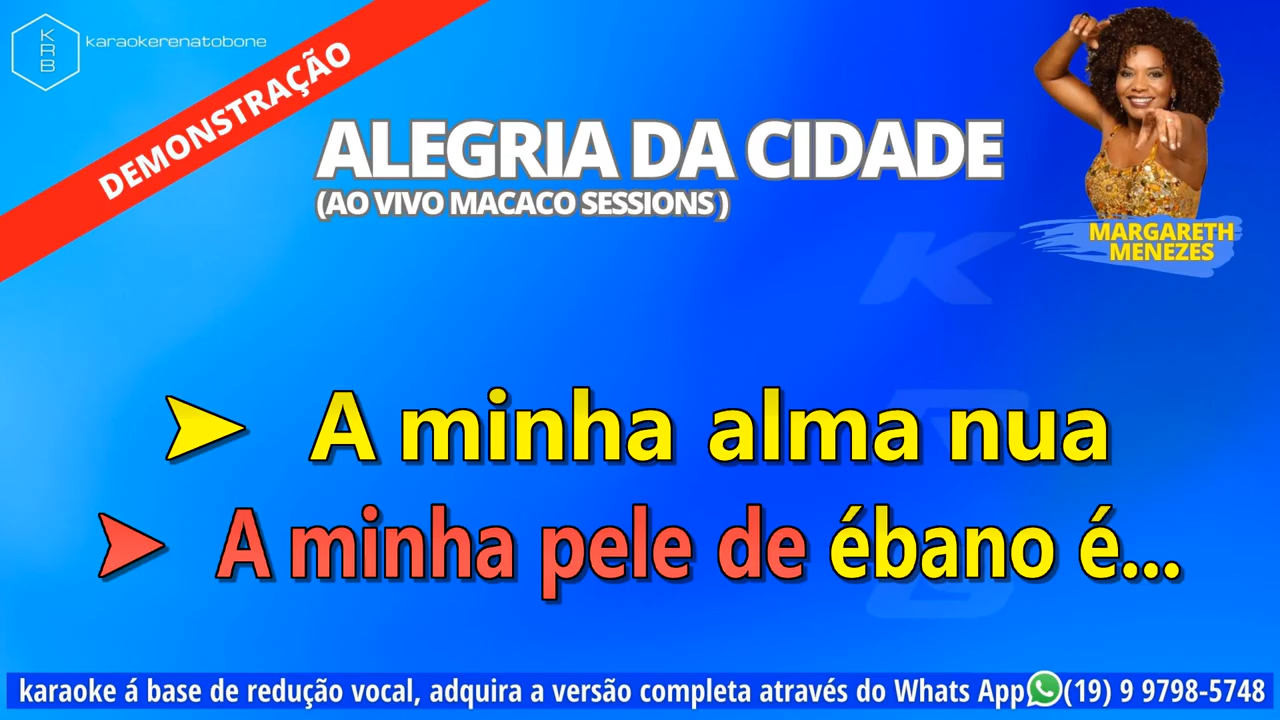 KRB
karaokerenatobone
DEMONSTRAÇÃO
ALEGRIA DA CIDADE
(AO VIVO MACACO SESSIONS )
MARGARETH
MENEZES
K
B
➤ A minha alma nua
➤ A minha pele de ébano é...
karaoke á base de redução vocal, adquira a versão completa através do Whats App (19) 9 9798-5748